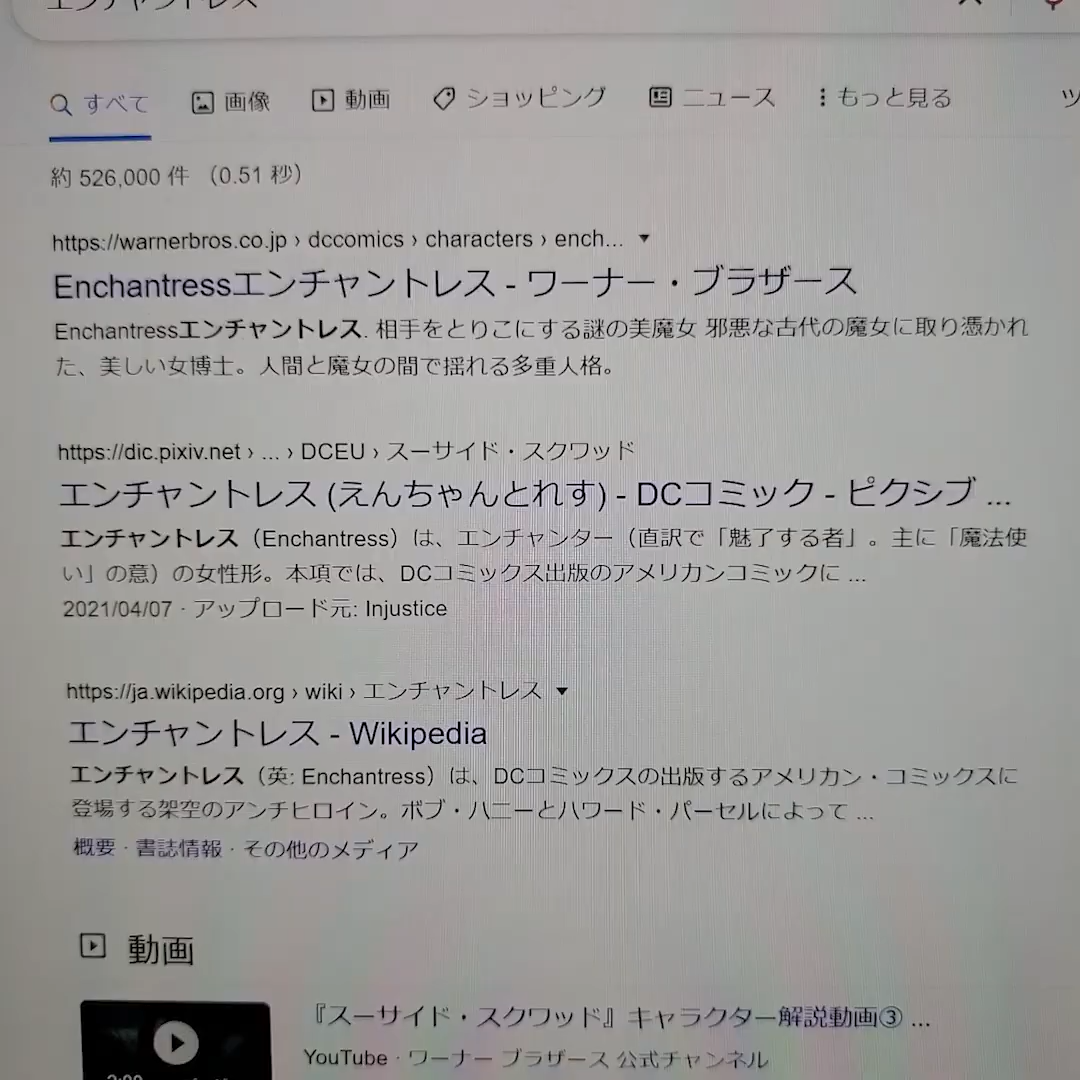 エンチャントレス
すべて 画像 動画 ショッピング ニュース もっと見る ツ
約 526,000 件 （0.51 秒）
https://warnerbros.co.jp › dccomics › characters › ench...
Enchantressエンチャントレス - ワーナー・ブラザース
Enchantressエンチャントレス. 相手をとりこにする謎の美魔女 邪悪な古代の魔女に取り憑かれ
た、美しい女博士。人間と魔女の間で揺れる多重人格。
https://dic.pixiv.net › ... › DCEU › スーサイド・スクワッド
エンチャントレス (えんちゃんとれす) - DCコミック - ピクシブ ...
エンチャントレス（Enchantress）は、エンチャンター（直訳で「魅了する者」。主に「魔法使
い」の意）の女性形。本項では、DCコミックス出版のアメリカンコミックに ...
2021/04/07 · アップロード元: Injustice
https://ja.wikipedia.org › wiki › エンチャントレス
エンチャントレス - Wikipedia
エンチャントレス（英: Enchantress）は、DCコミックスの出版するアメリカン・コミックスに
登場する架空のアンチヒロイン。ボブ・ハニーとハワード・パーセルによって ...
概要 · 書誌情報 · その他のメディア
動画
『スーサイド・スクワッド』キャラクター解説動画③ ...
YouTube · ワーナー ブラザース 公式チャンネル